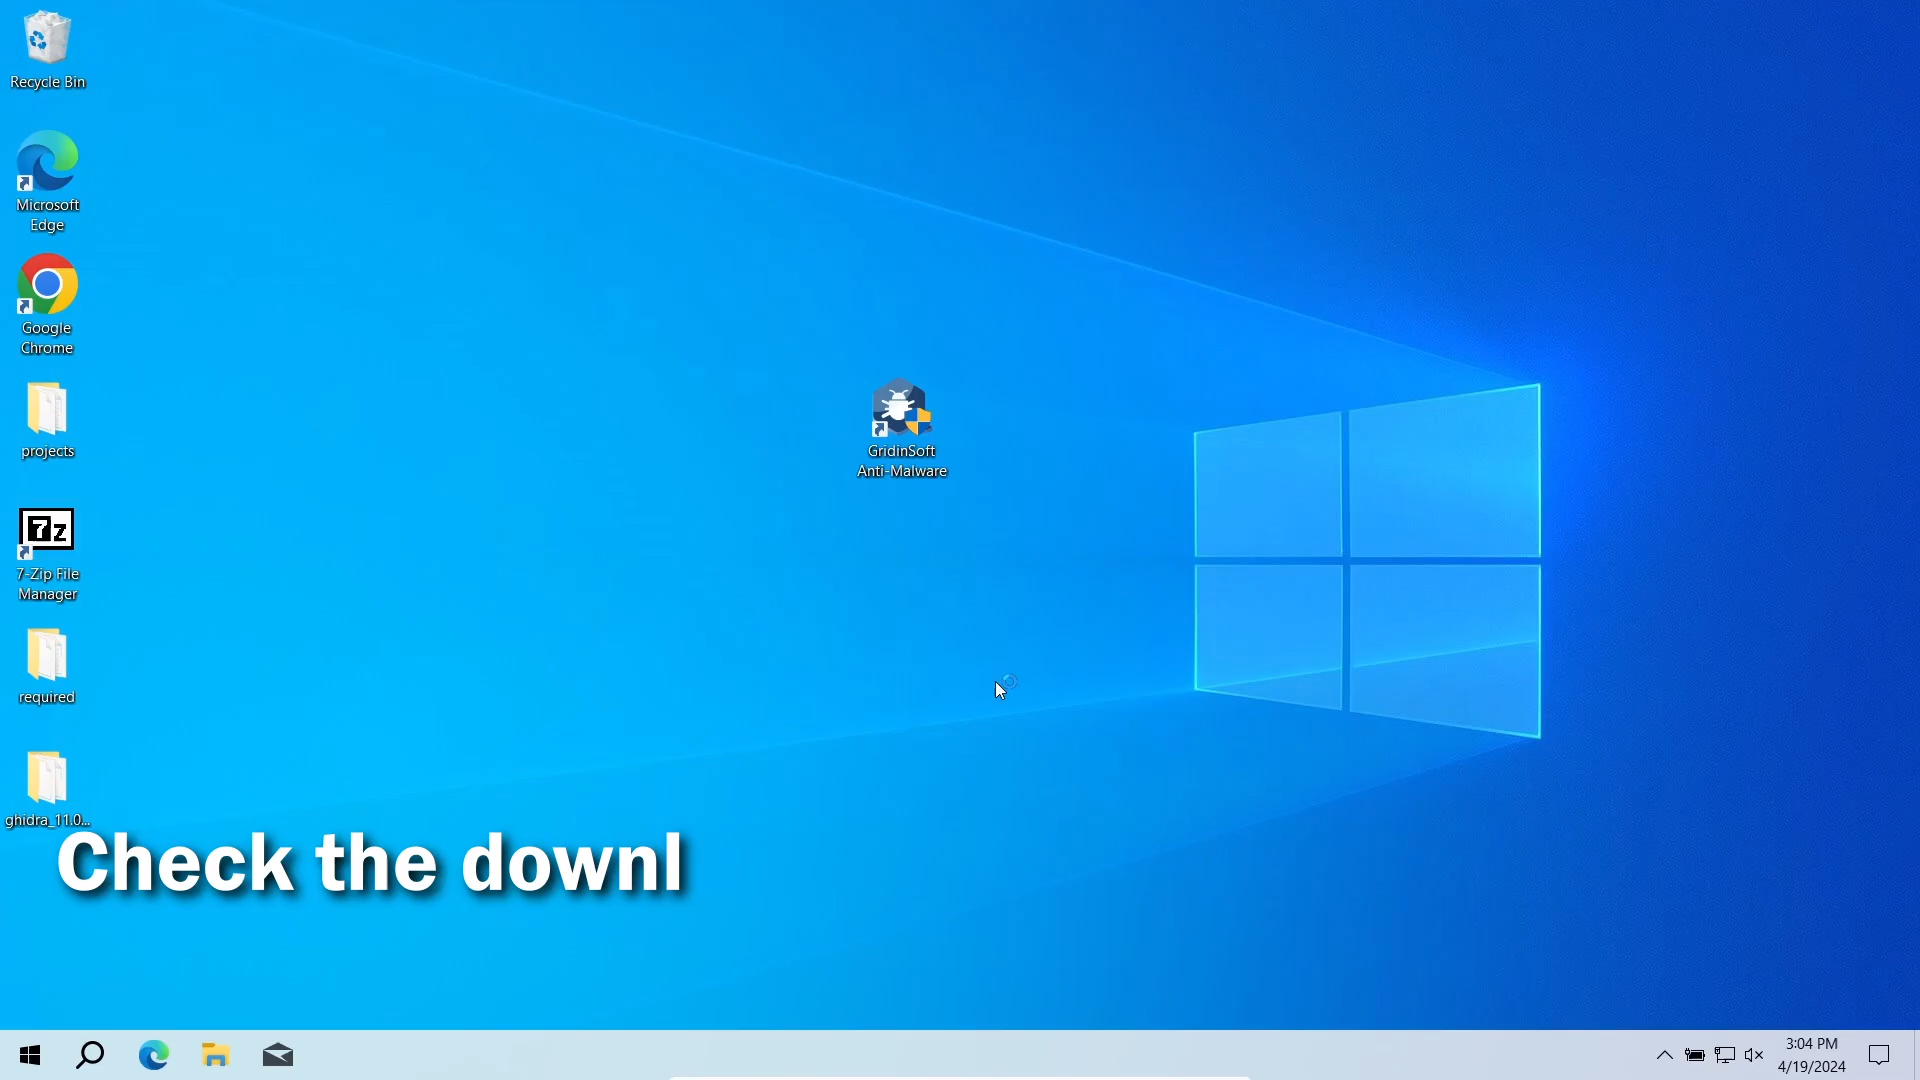 Recycle Bin
Microsoft
Edge
Google
Chrome
projects
7z
7-Zip File
Manager
required
ghidra_11.0...
GridinSoft
Anti-Malware
Check the downl
3:04 PM
4/19/2024